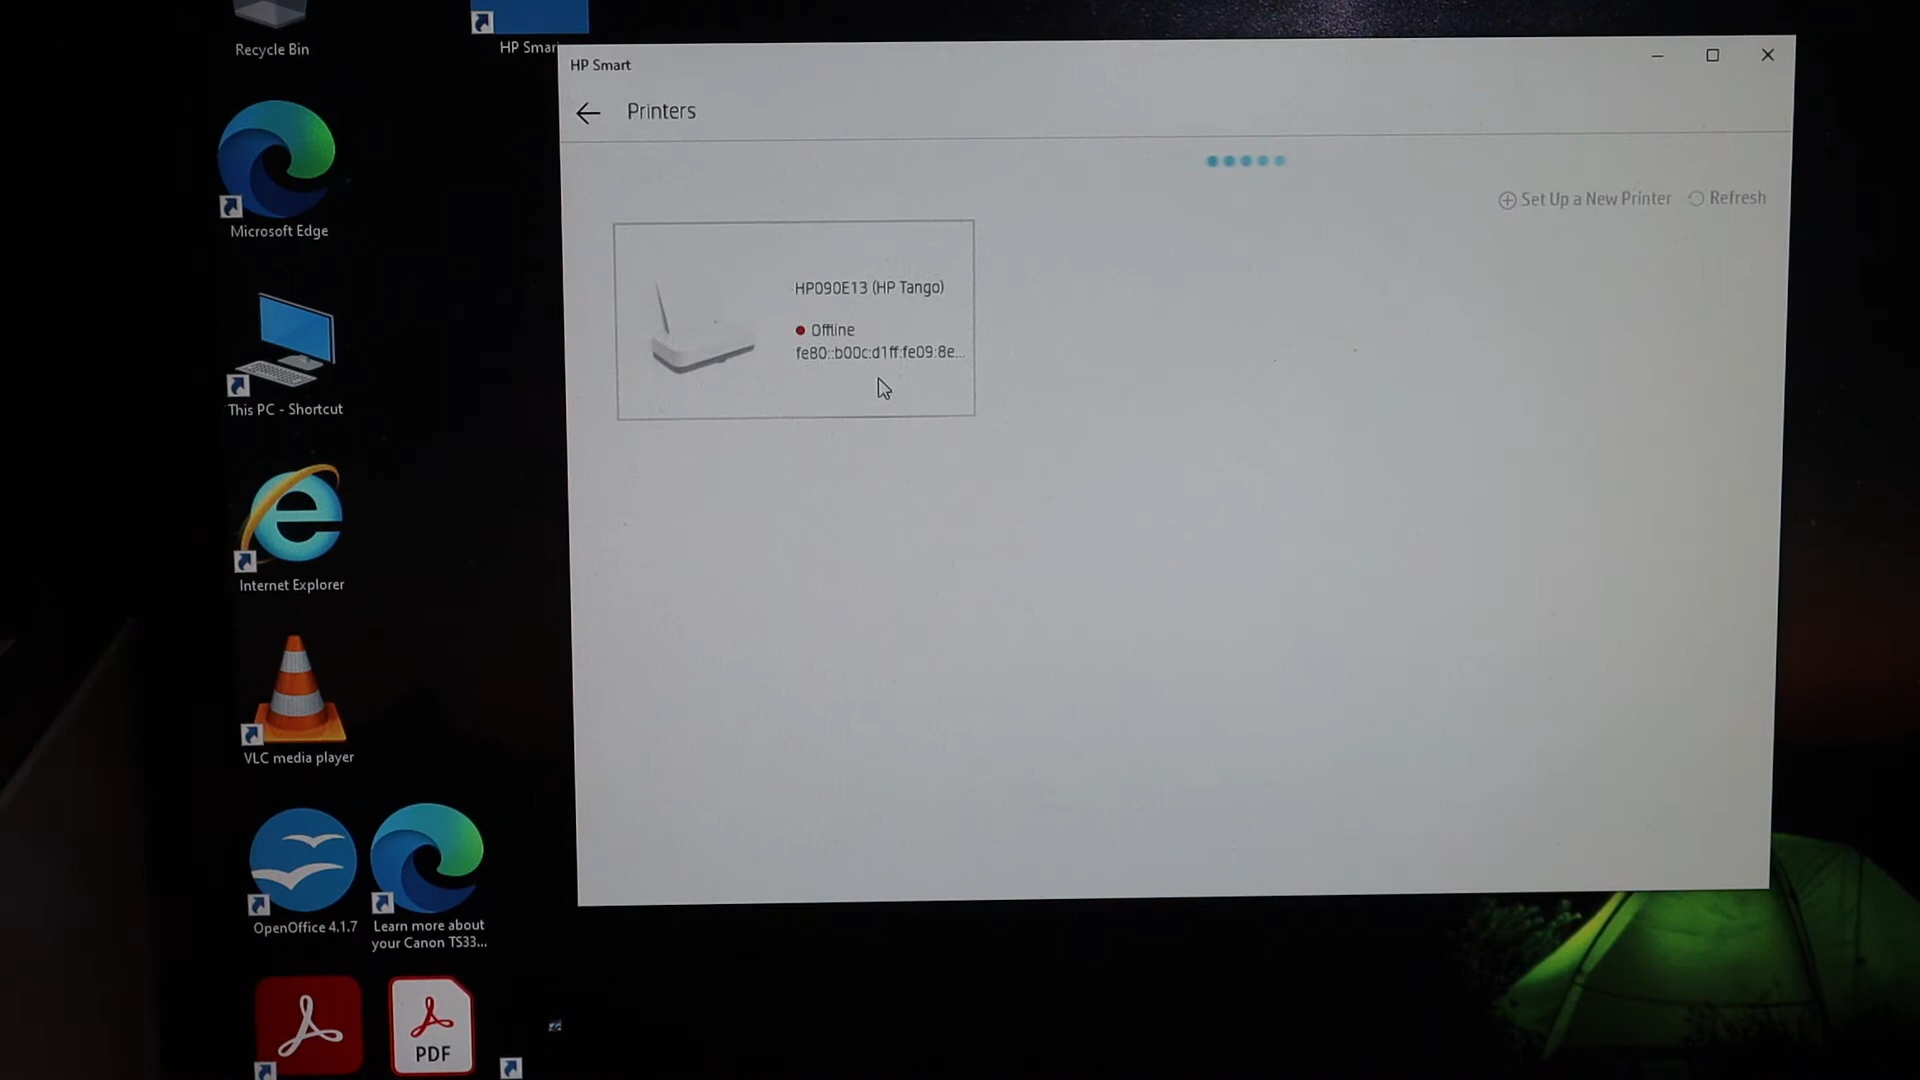 Recycle Bin
HP Smar
HP Smart
Printers
Set Up a New Printer
Refresh
HP090E13 (HP Tango)
Offline
fe80::b00c:d1ff:fe09:8e...
Microsoft Edge
This PC - Shortcut
Internet Explorer
VLC media player
OpenOffice 4.1.7
Learn more about
your Canon TS33...
PDF